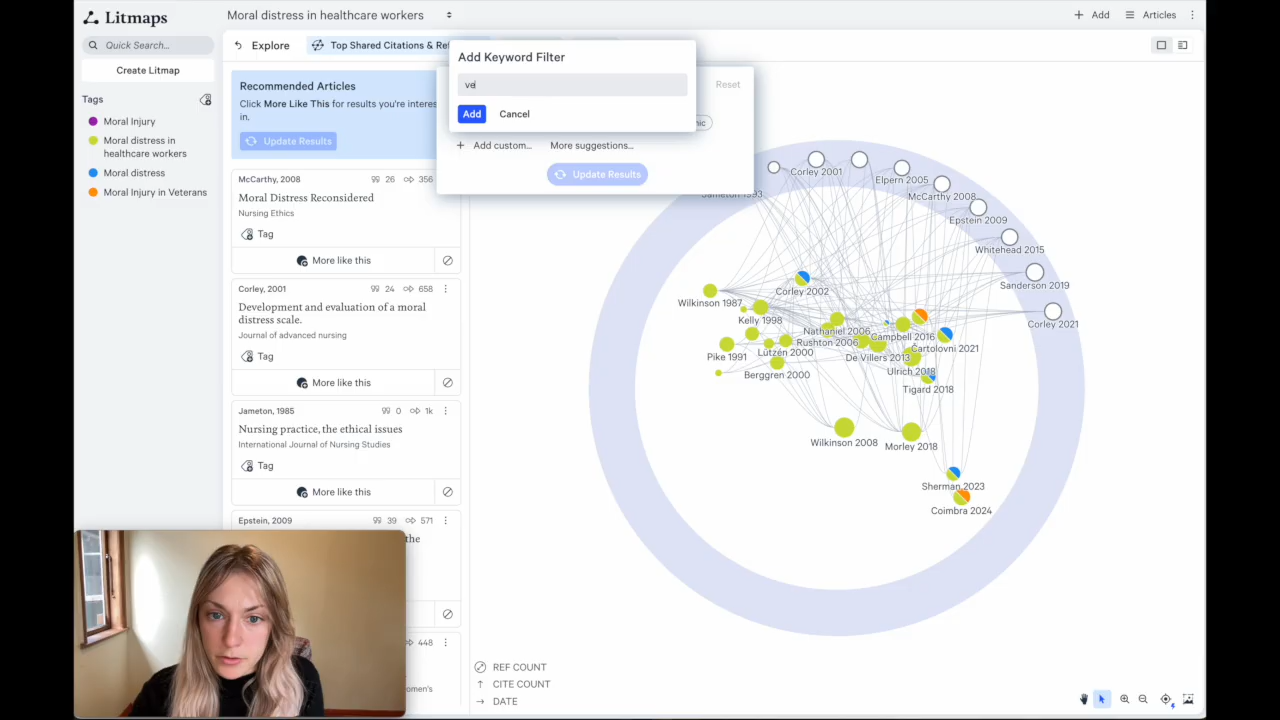 Litmaps
Moral distress in healthcare workers
Add
Articles
Quick Search...
Create Litmap
Tags
Moral Injury
Moral distress in
healthcare workers
Moral distress
Moral Injury in Veterans
Explore
Top Shared Citations & Ref
Recommended Articles
Click More Like This for results you're interes
in.
Update Results
Add Keyword Filter
ve
Add
Cancel
Reset
nic
Add custom...
More suggestions...
Update Results
McCarthy, 2008
26
356
Moral Distress Reconsidered
Nursing Ethics
Tag
More like this
Corley, 2001
24
658
Development and evaluation of a moral
distress scale.
Journal of advanced nursing
Tag
More like this
Jameton, 1985
0
1k
Nursing practice, the ethical issues
International Journal of Nursing Studies
Tag
More like this
Epstein, 2009
39
571
the
448
omen's
Jameton 1993
Corley 2001
Elpern 2005
McCarthy 2008
Epstein 2009
Whitehead 2015
Sanderson 2019
Corley 2021
Corley 2002
Wilkinson 1987
Kelly 1998
Nathaniel 2006
Campbell 2016
Rushton 2006
Cartolovni 2021
Pike 1991
Lützén 2000
De Villers 2013
Ulrich 2018
Berggren 2000
Tigard 2018
Wilkinson 2008
Morley 2018
Sherman 2023
Coimbra 2024
REF COUNT
CITE COUNT
DATE